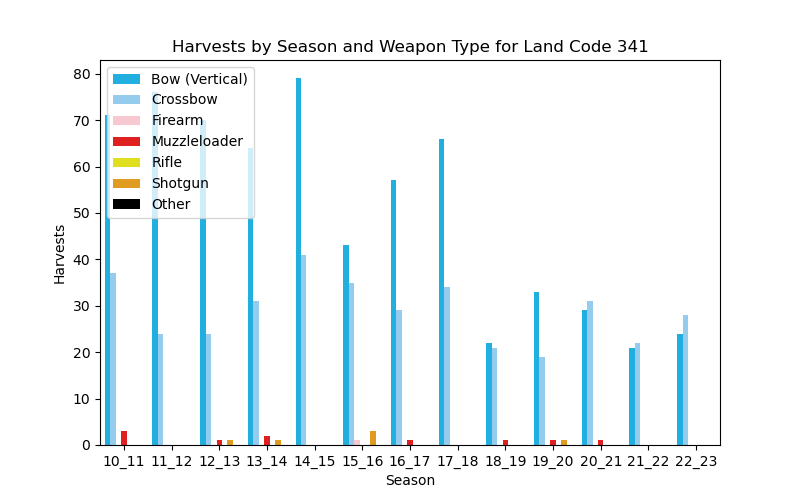 Harvests by Season and Weapon Type for Land Code 341
80
70
60
50
40
30
20
10
0
Harvests
Bow (Vertical)
Crossbow
Firearm
Muzzleloader
Rifle
Shotgun
Other
10_11 11_12 12_13 13_14 14_15 15_16 16_17 17_18 18_19 19_20 20_21 21_22 22_23
Season